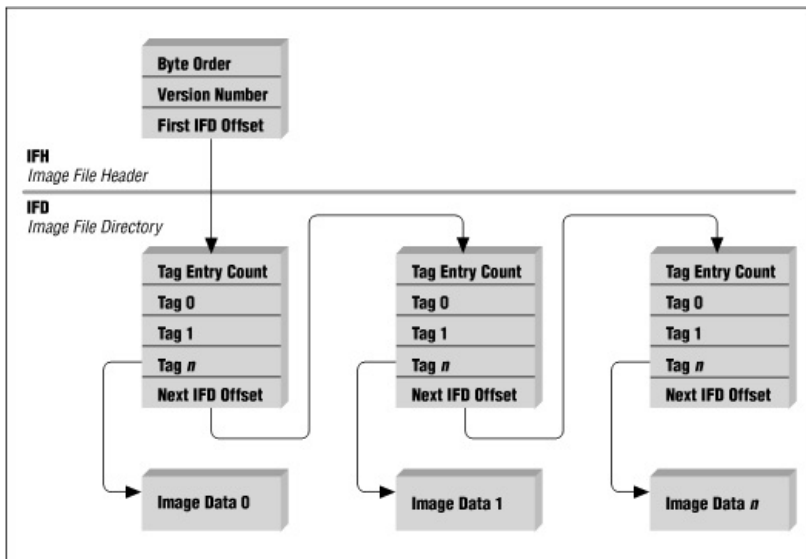 Byte Order
Version Number
First IFD Offset
IFH
Image File Header
IFD
Image File Directory
Tag Entry Count
Tag 0
Tag 1
Tag n
Next IFD Offset
Image Data 0
Tag Entry Count
Tag 0
Tag 1
Tag n
Next IFD Offset
Image Data 1
Tag Entry Count
Tag 0
Tag 1
Tag n
Next IFD Offset
Image Data n